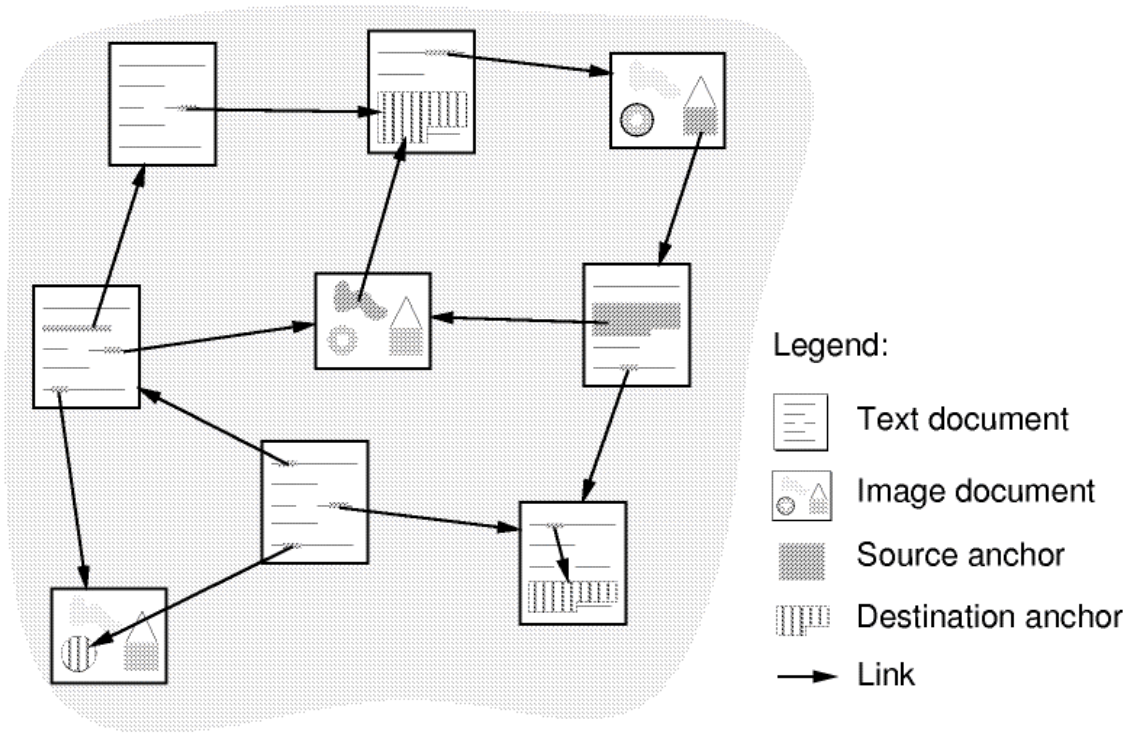 Legend:
Text document
Image document
Source anchor
Destination anchor
Link